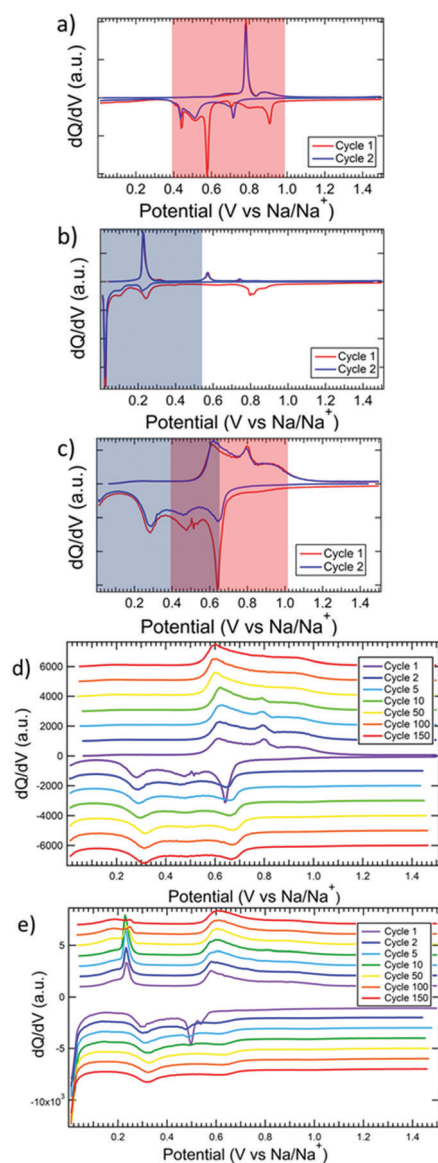 a)
dQ/dV (a.u.)
Cycle 1
Cycle 2
0.2 0.4 0.6 0.8 1.0 1.2 1.4
Potential (V vs Na/Na+)
b)
dQ/dV (a.u.)
Cycle 1
Cycle 2
0.2 0.4 0.6 0.8 1.0 1.2 1.4
Potential (V vs Na/Na+)
c)
dQ/dV (a.u.)
Cycle 1
Cycle 2
0.2 0.4 0.6 0.8 1.0 1.2 1.4
Potential (V vs Na/Na+)
d)
dQ/dV (a.u.)
6000
4000
2000
0
-2000
-4000
-6000
Cycle 1
Cycle 2
Cycle 5
Cycle 10
Cycle 50
Cycle 100
Cycle 150
0.2 0.4 0.6 0.8 1.0 1.2 1.4
Potential (V vs Na/Na+)
e)
dQ/dV (a.u.)
5
0
-5
-10x10³
Cycle 1
Cycle 2
Cycle 5
Cycle 10
Cycle 50
Cycle 100
Cycle 150
0.2 0.4 0.6 0.8 1.0 1.2 1.4
Potential (V vs Na/Na+)